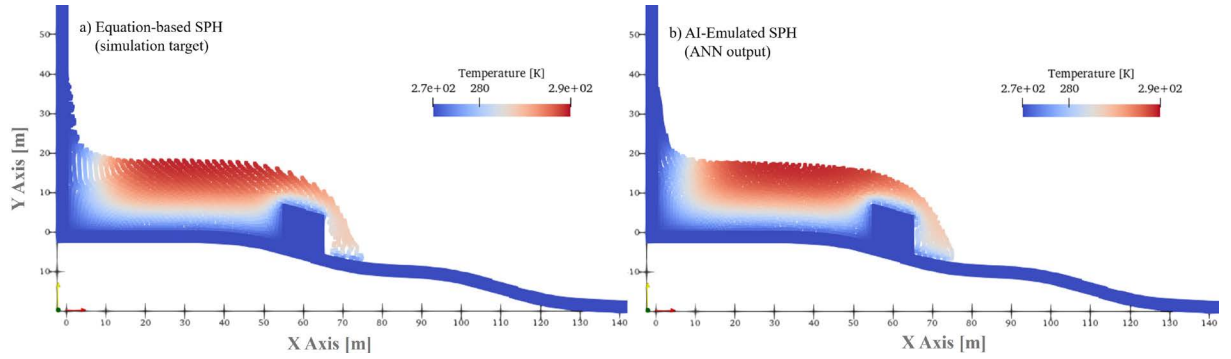 a) Equation-based SPH
(simulation target)
Temperature [K]
2.7e+02 280 2.9e+02
Y Axis [m]
50
40
30
20
10
0
10
0 10 20 30 40 50 60 70 80 90 100 110 120 130 140
X Axis [m]
b) AI-Emulated SPH
(ANN output)
Temperature [K]
2.7e+02 280 2.9e+02
50
40
30
20
10
0
10
0 10 20 30 40 50 60 70 80 90 100 110 120 130 140
X Axis [m]